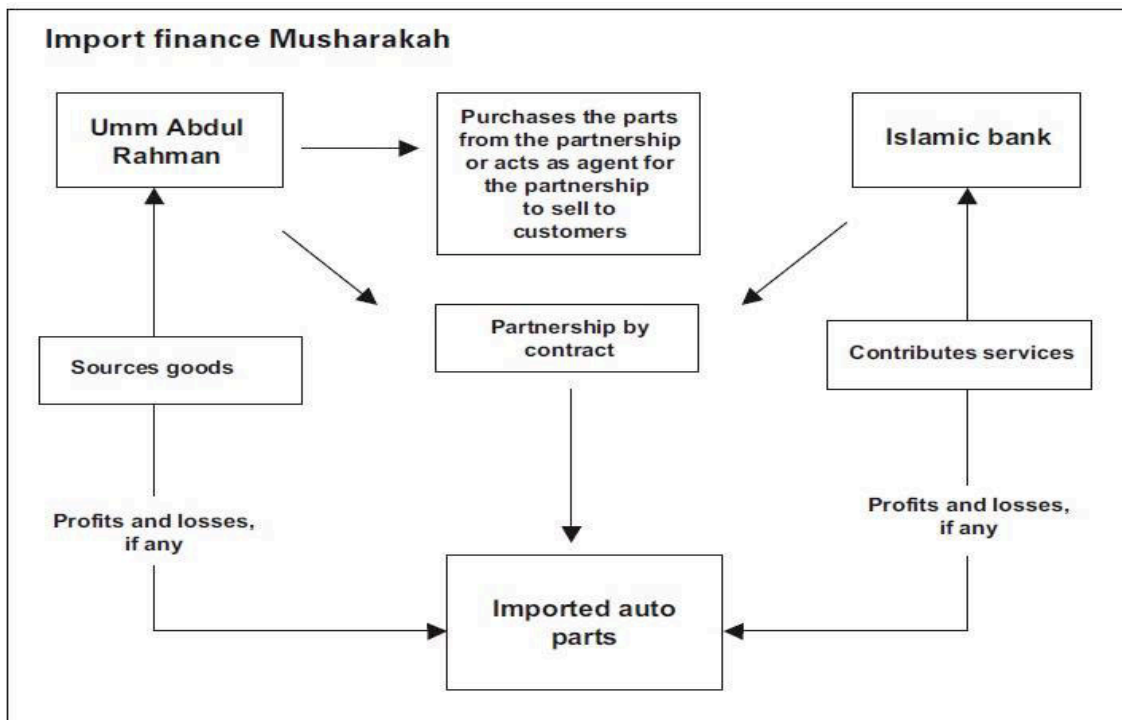 Import finance Musharakah
Umm Abdul
Rahman
Purchases the parts
from the partnership
or acts as agent for
the partnership
to sell to
customers
Islamic bank
Partnership by
contract
Sources goods
Contributes services
Profits and losses,
if any
Profits and losses,
if any
Imported auto
parts